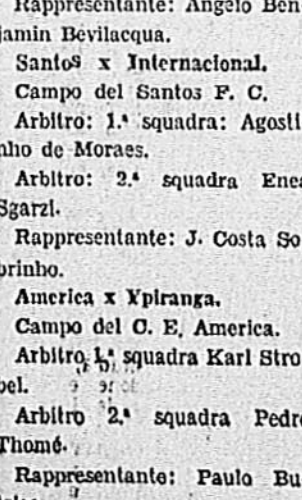 Rappresentante: Angelo Ben-
jamin Bevilacqua.
Santos x Internacional.
Campo del Santos F. C.
Arbitro: 1.ª squadra: Agosti
nho de Moraes.
Arbitro: 2.ª squadra Enea
Sgarzi.
Rappresentante: J. Costa So
brinho.
America x Ypiranga.
Campo del C. E. America.
Arbitro 1.ª squadra Karl Stro
bel.
Arbitro 2.ª squadra Pedro
Thomé.
Rappresentante: Paulo Bu